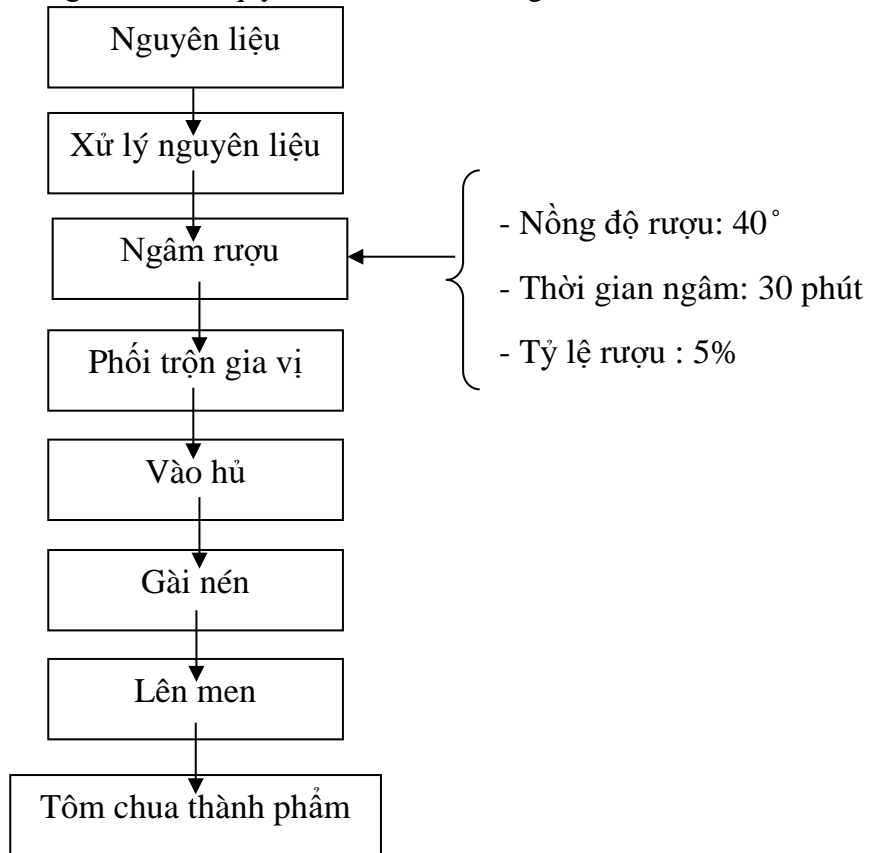 Nguyên liệu
Xử lý nguyên liệu
Ngâm rượu
- Nồng độ rượu: 40°
- Thời gian ngâm: 30 phút
- Tỷ lệ rượu : 5%
Phối trộn gia vị
Vào hủ
Gài nén
Lên men
Tôm chua thành phẩm